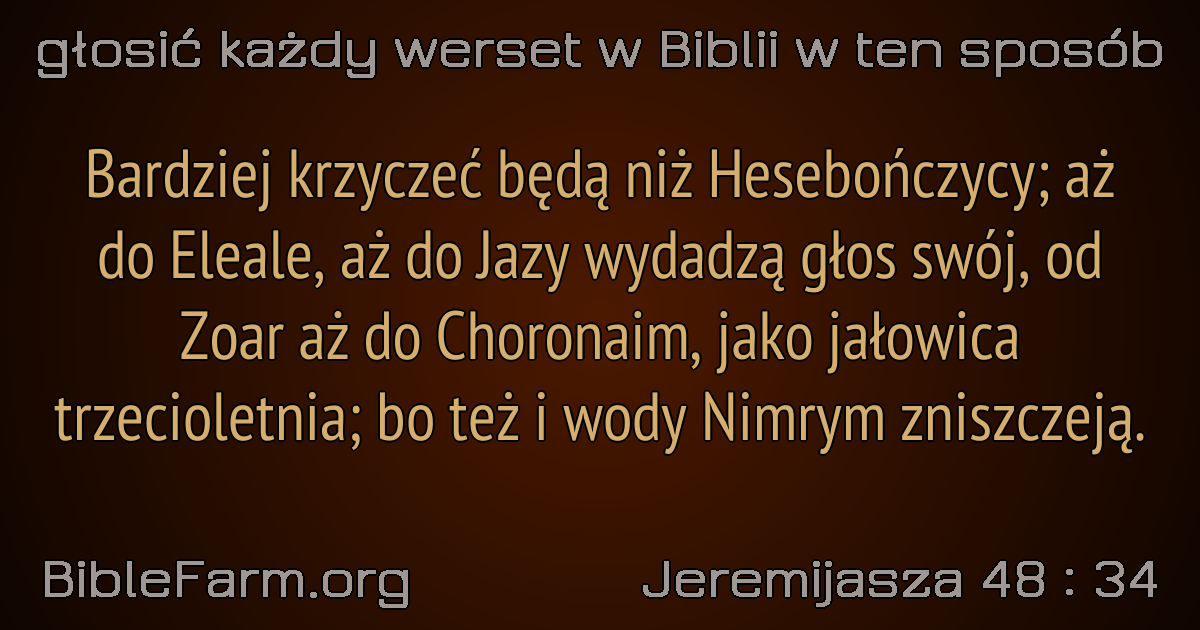 głosić każdy werset w Biblii w ten sposób
Bardziej krzyczeć będą niż Hesebończycy; aż
do Eleale, aż do Jazy wydadzą głos swój, od
Zoar aż do Choronaim, jako jałowica
trzecioletnia; bo też i wody Nimrym zniszczeją.
BibleFarm.org
Jeremijasza 48 : 34